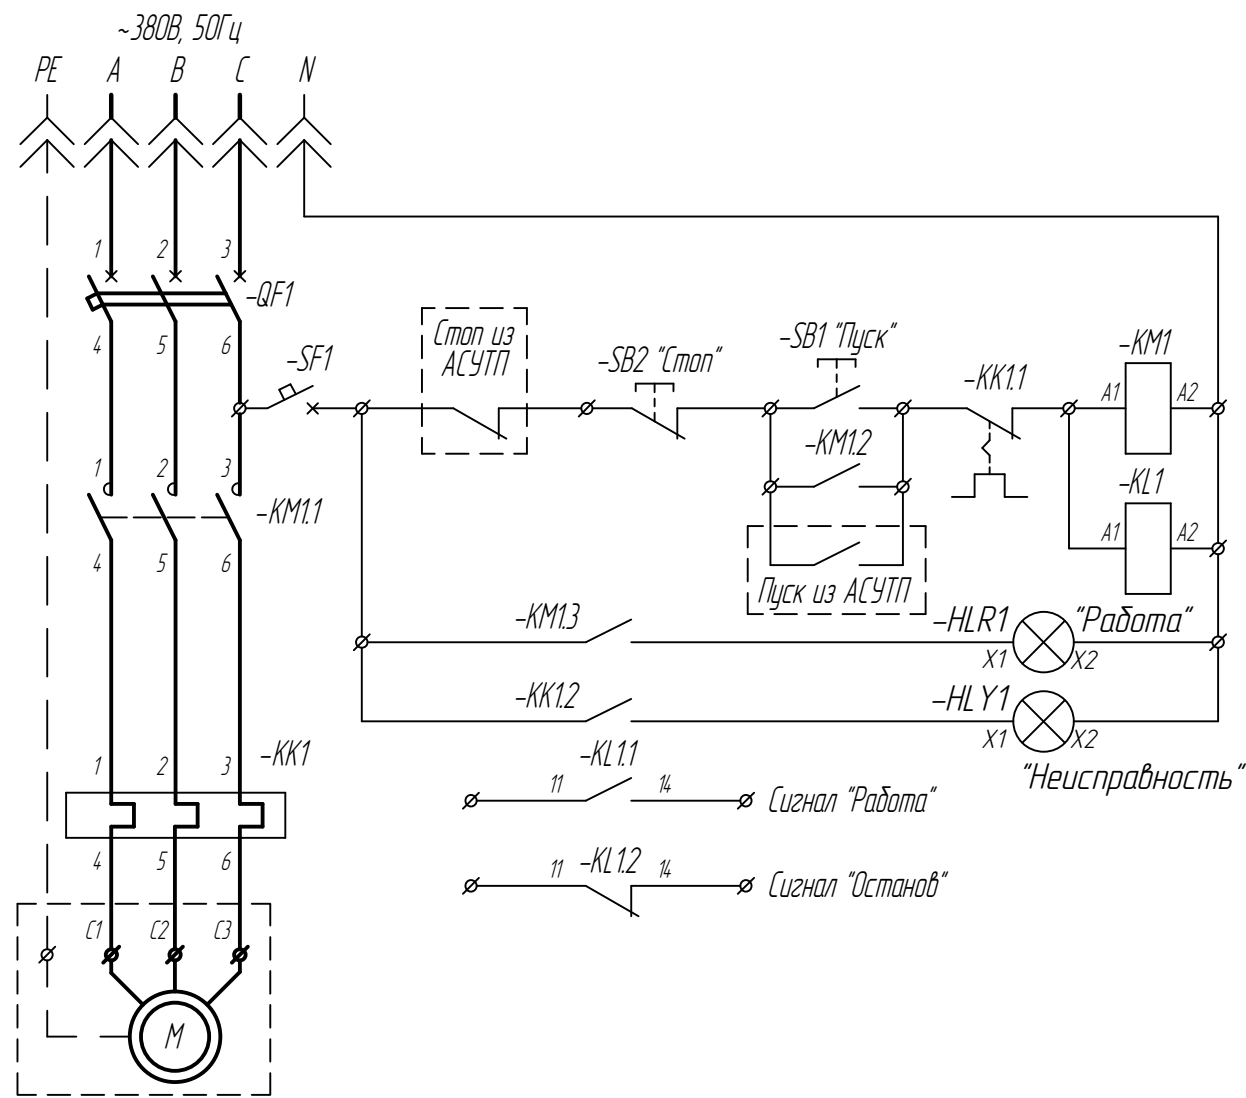 ~380В, 50Гц
PE A B C N
1 2 3
-QF1
4 5 6
-SF1
Стоп из
АСУТП
-SB2 "Стоп"
-SB1 "Пуск"
-KK1.1
-KM1
A1 A2
-KM1.2
-KL1
A1 A2
Пуск из АСУТП
1 2 3
-KM1.1
4 5 6
-KM1.3
-HLR1 "Работа"
X1 X2
-KK1.2
-HLY1
X1 X2
"Неисправность"
-KL1.1
11 14 Сигнал "Работа"
-KL1.2
11 14 Сигнал "Останов"
1 2 3
-KK1
4 5 6
C1 C2 C3
M